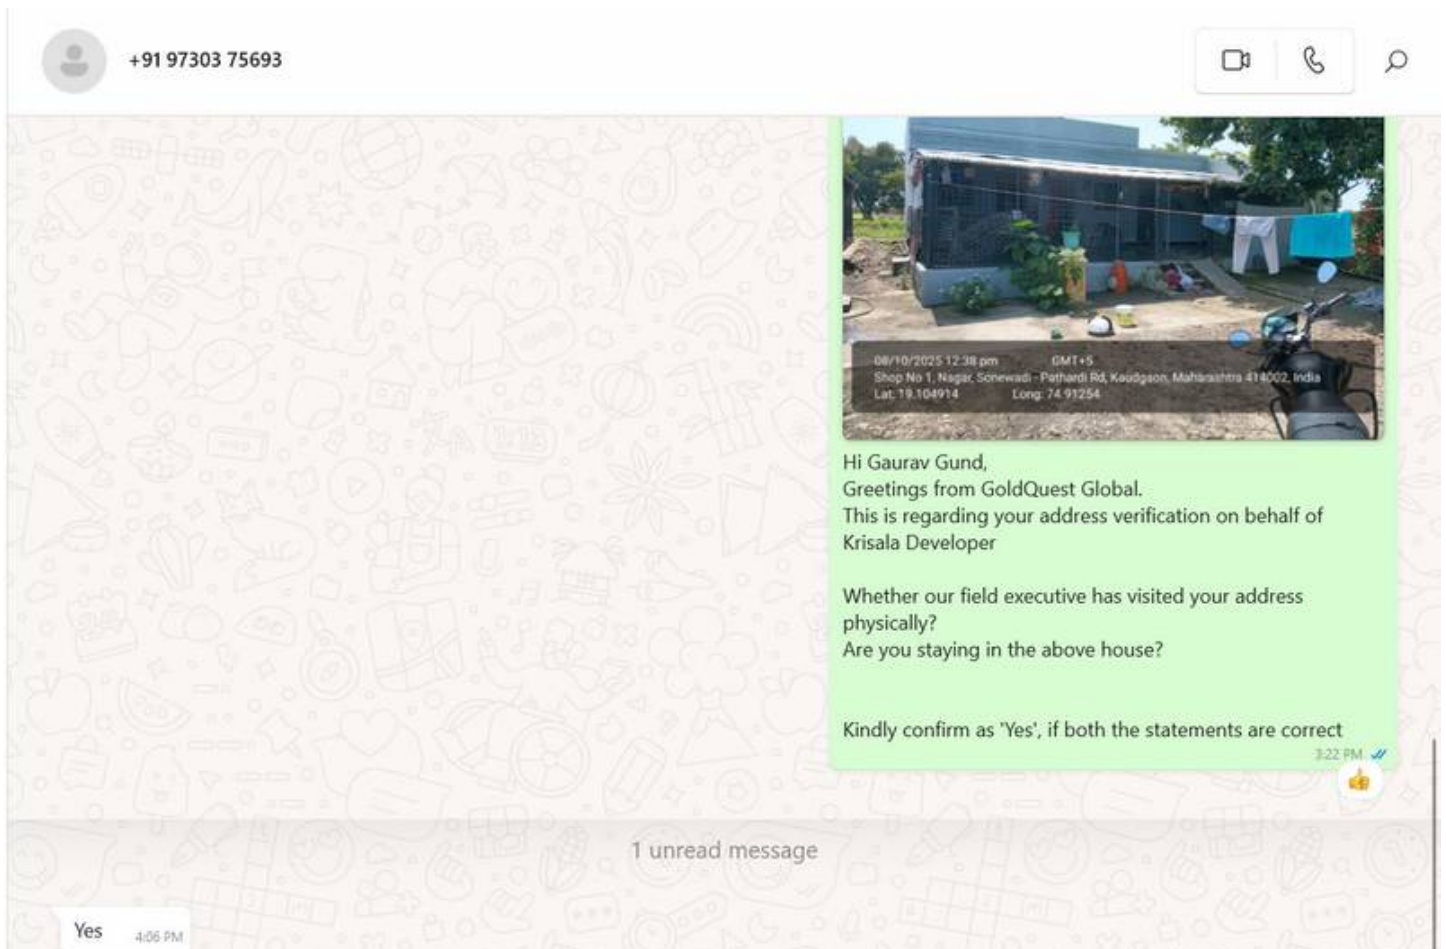 +91 97303 75693
08/10/2025 12:38 pm GMT+5
Shop No 1, Nagar, Sonewadi - Pathardi Rd, Kaudgaon, Maharashtra 414002, India
Lat: 19.104914 Long: 74.91254
Hi Gaurav Gund,
Greetings from GoldQuest Global.
This is regarding your address verification on behalf of
Krisala Developer
Whether our field executive has visited your address
physically?
Are you staying in the above house?
Kindly confirm as 'Yes', if both the statements are correct
3:22 PM
1 unread message
Yes 4:06 PM